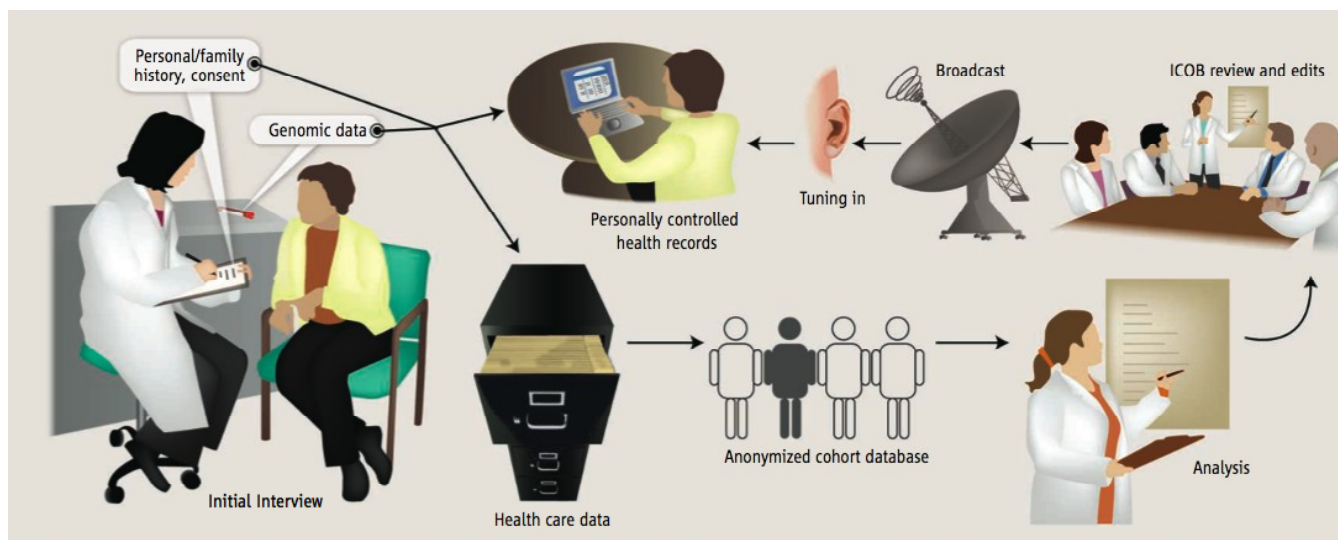 Personal/family
history, consent
Genomic data
Initial Interview
Personally controlled
health records
Health care data
Tuning in
Broadcast
ICOB review and edits
Anonymized cohort database
Analysis